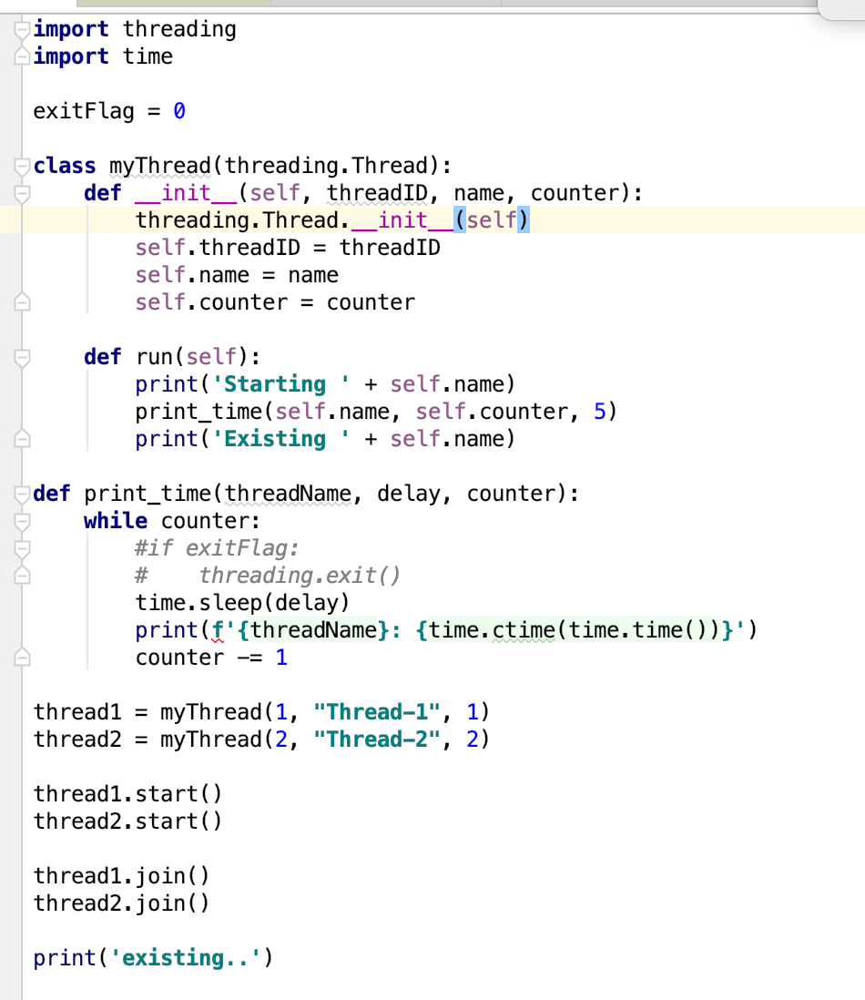 import threading
import time

exitFlag = 0

class myThread(threading.Thread):
    def __init__(self, threadID, name, counter):
        threading.Thread.__init__(self)
        self.threadID = threadID
        self.name = name
        self.counter = counter

    def run(self):
        print('Starting ' + self.name)
        print_time(self.name, self.counter, 5)
        print('Existing ' + self.name)

def print_time(threadName, delay, counter):
    while counter:
        #if exitFlag:
        #    threading.exit()
        time.sleep(delay)
        print(f'{threadName}: {time.ctime(time.time())}')
        counter -= 1

thread1 = myThread(1, "Thread-1", 1)
thread2 = myThread(2, "Thread-2", 2)

thread1.start()
thread2.start()

thread1.join()
thread2.join()

print('existing..')